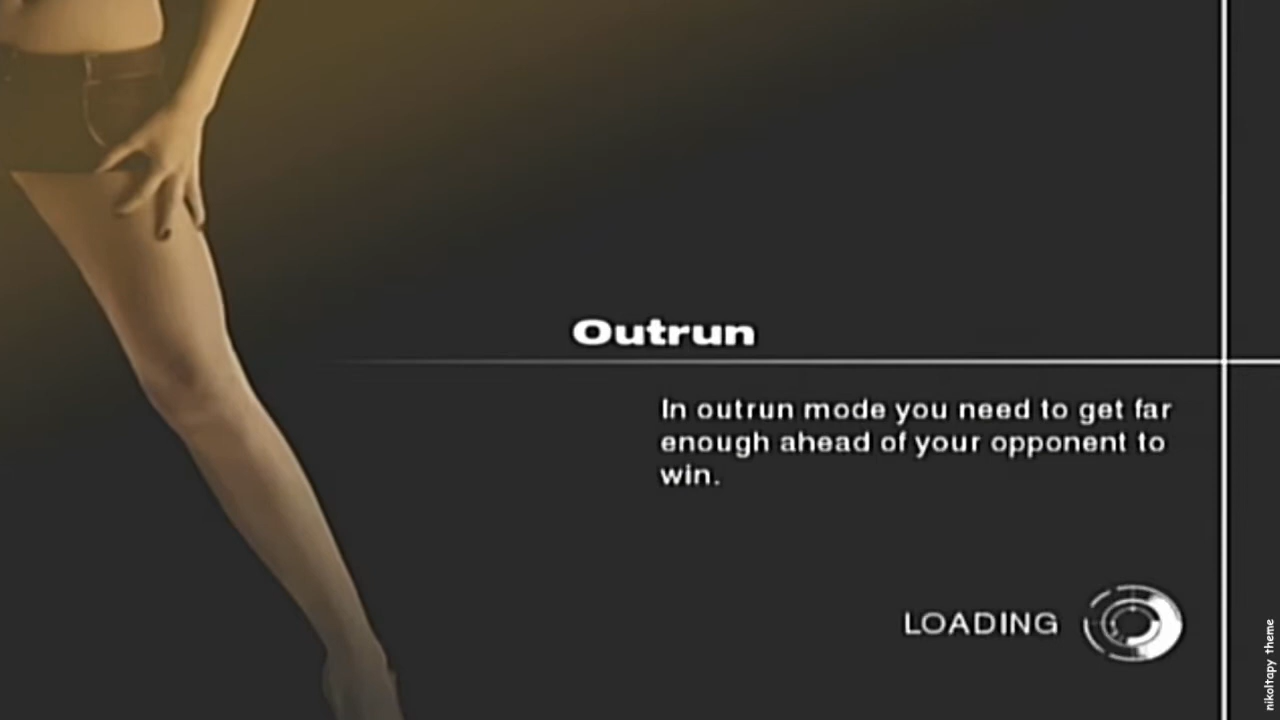 Outrun
In outrun mode you need to get far
enough ahead of your opponent to
win.
LOADING
nikoltapy theme